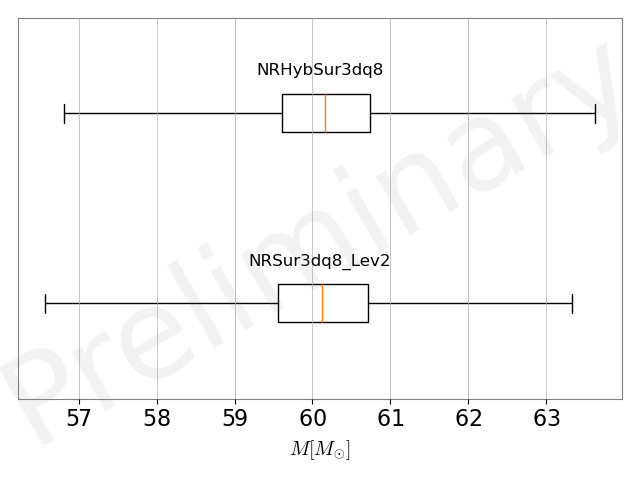 NRHybSur3dq8
NRSur3dq8_Lev2
Preliminary
57 58 59 60 61 62 63
M[M☉]